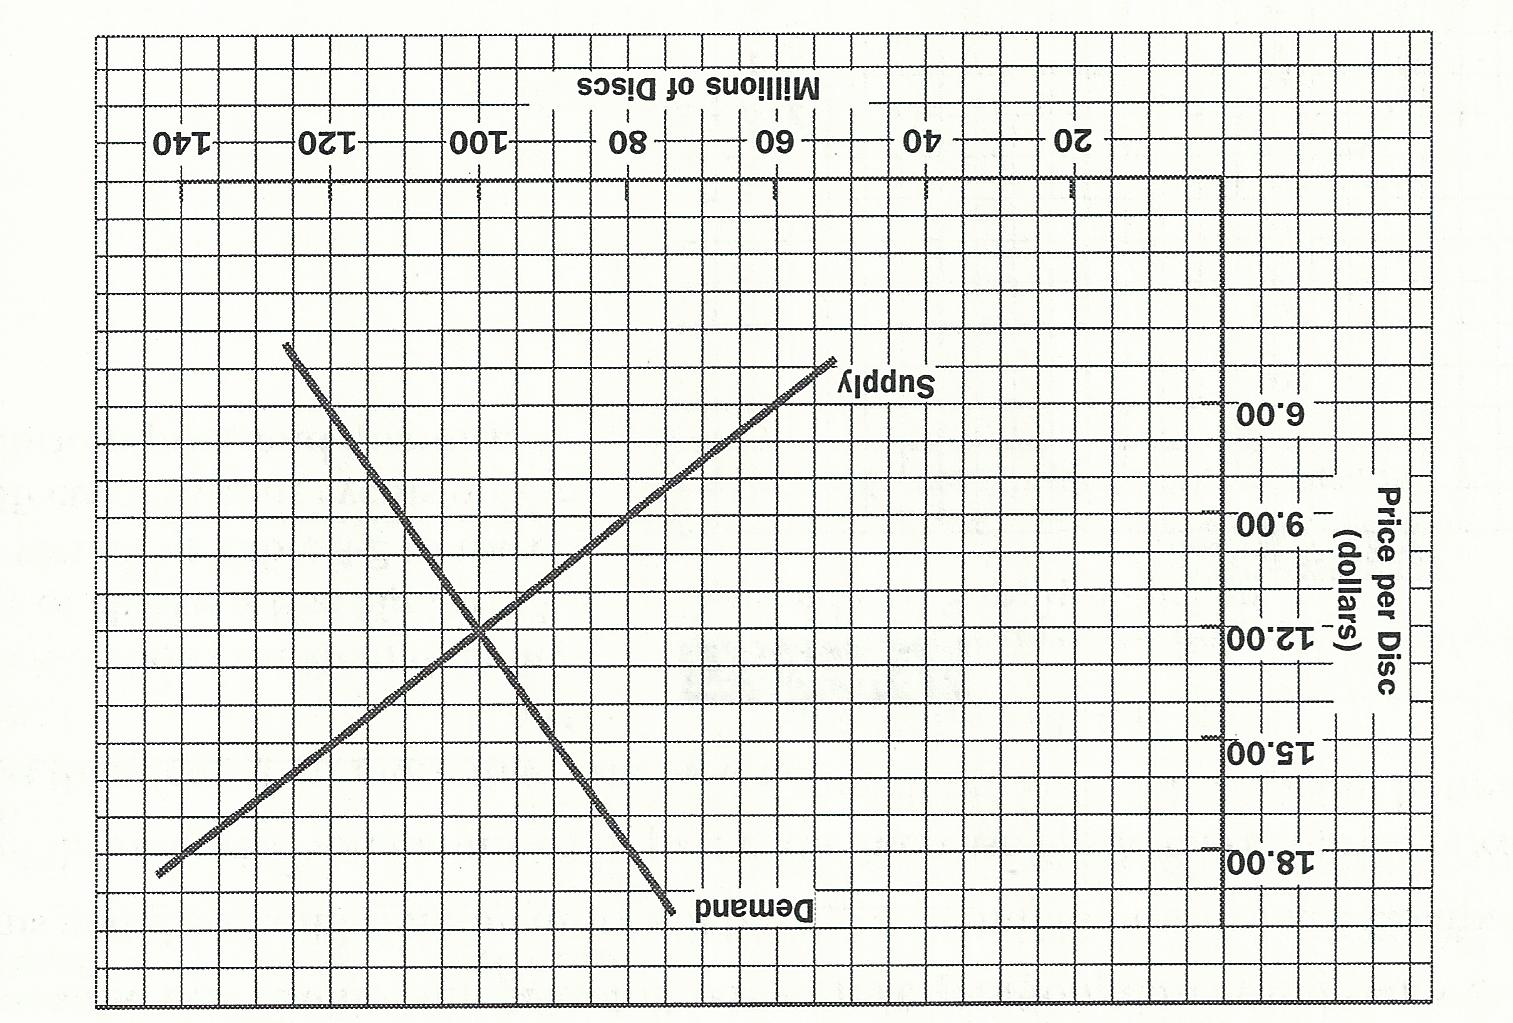 Price per Disc
(dollars)
Demand
18.00
15.00
12.00
9.00
6.00
Supply
20 40 60 80 100 120 140
Millions of Discs